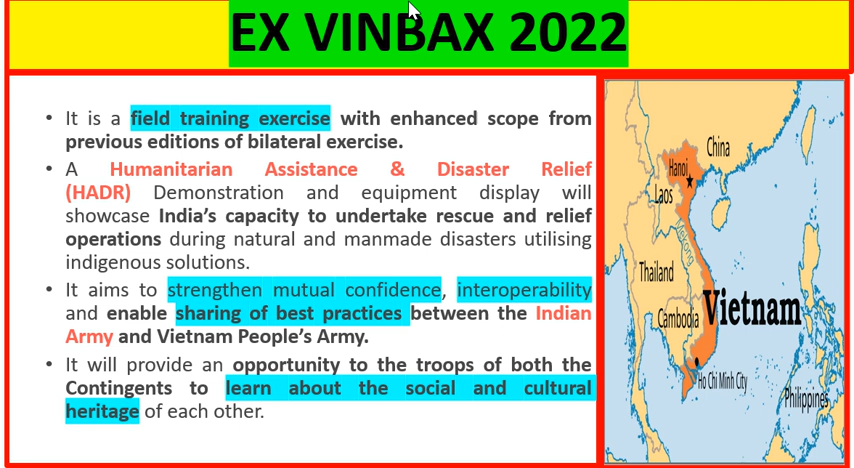 EX VINBAX 2022
• It is a field training exercise with enhanced scope from
previous editions of bilateral exercise.
• A Humanitarian Assistance & Disaster Relief
(HADR) Demonstration and equipment display will
showcase India's capacity to undertake rescue and relief
operations during natural and manmade disasters utilising
indigenous solutions.
• It aims to strengthen mutual confidence, interoperability
and enable sharing of best practices between the Indian
Army and Vietnam People's Army.
• It will provide an opportunity to the troops of both the
Contingents to learn about the social and cultural
heritage of each other.
China
Hanoi
Laos
Mekong
Thailand
Vietnam
Cambodia
Ho Chi Minh City
Philippines